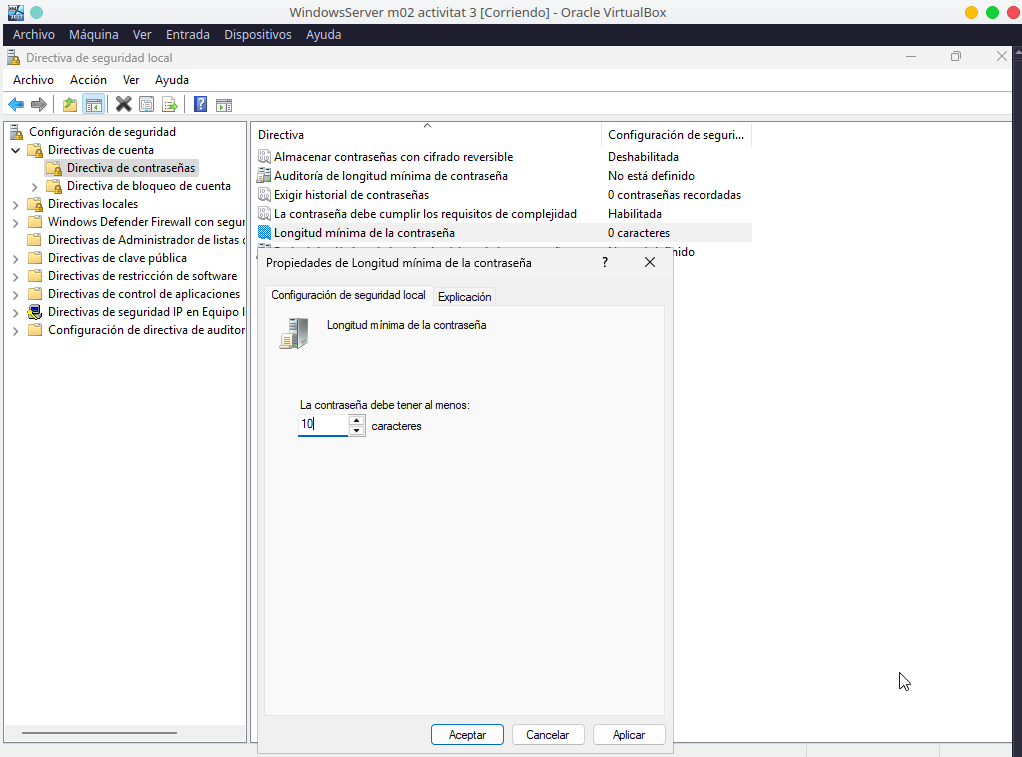 WindowsServer m02 activitat 3 [Corriendo] - Oracle VirtualBox
Archivo Máquina Ver Entrada Dispositivos Ayuda
Directiva de seguridad local
Archivo Acción Ver Ayuda
Configuración de seguridad
Directivas de cuenta
Directiva de contraseñas
Directiva de bloqueo de cuenta
Directivas locales
Windows Defender Firewall con segur
Directivas de Administrador de listas d
Directivas de clave pública
Directivas de restricción de software
Directivas de control de aplicaciones
Directivas de seguridad IP en Equipo l
Configuración de directiva de auditor
Directiva Configuración de seguri...
Almacenar contraseñas con cifrado reversible Deshabilitada
Auditoría de longitud mínima de contraseña No está definido
Exigir historial de contraseñas 0 contraseñas recordadas
La contraseña debe cumplir los requisitos de complejidad Habilitada
Longitud mínima de la contraseña 0 caracteres
Propiedades de Longitud mínima de la contraseña ?
Configuración de seguridad local Explicación
Longitud mínima de la contraseña
La contraseña debe tener al menos:
10 caracteres
Aceptar Cancelar Aplicar